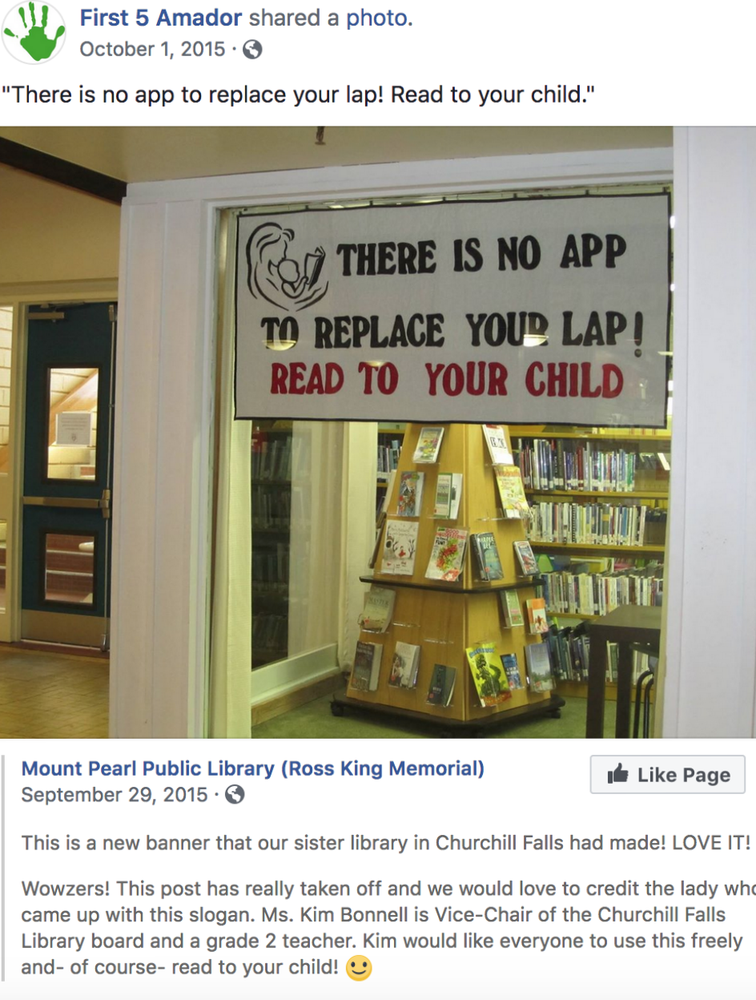 First 5 Amador shared a photo.
October 1, 2015 ·
"There is no app to replace your lap! Read to your child."
THERE IS NO APP
TO REPLACE YOUR LAP!
READ TO YOUR CHILD
Mount Pearl Public Library (Ross King Memorial)
Like Page
September 29, 2015 ·
This is a new banner that our sister library in Churchill Falls had made! LOVE IT!
Wowzers! This post has really taken off and we would love to credit the lady who
came up with this slogan. Ms. Kim Bonnell is Vice-Chair of the Churchill Falls
Library board and a grade 2 teacher. Kim would like everyone to use this freely
and- of course- read to your child! 🙂